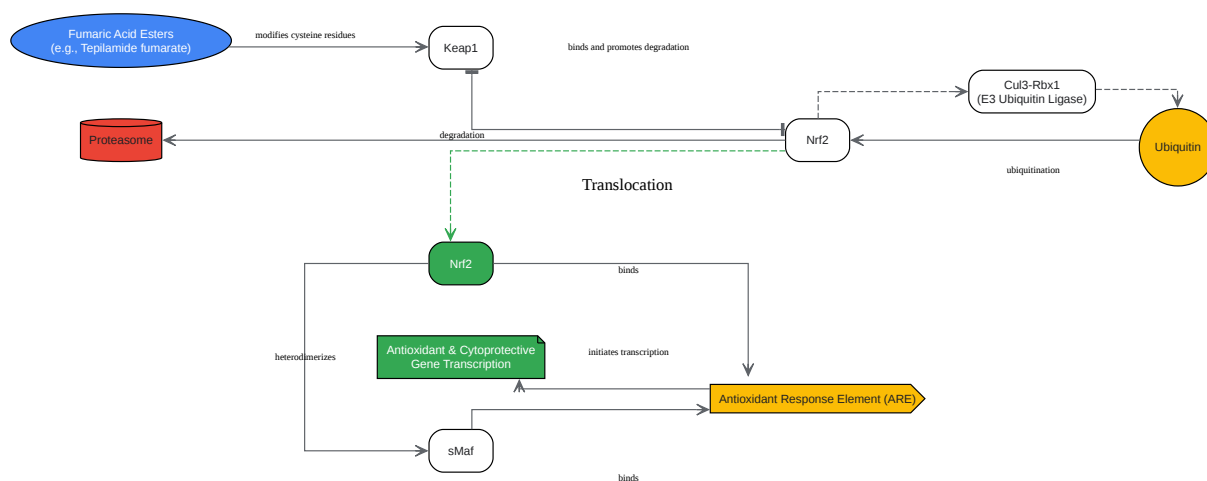 Fumaric Acid Esters
(e.g., Tepilamide fumarate)
modifies cysteine residues
Keap1
binds and promotes degradation
Cul3-Rbx1
(E3 Ubiquitin Ligase)
Proteasome
degradation
Nrf2
Ubiquitin
ubiquitination
Translocation
Nrf2
binds
heterodimerizes
Antioxidant & Cytoprotective
Gene Transcription
initiates transcription
Antioxidant Response Element (ARE)
sMaf
binds